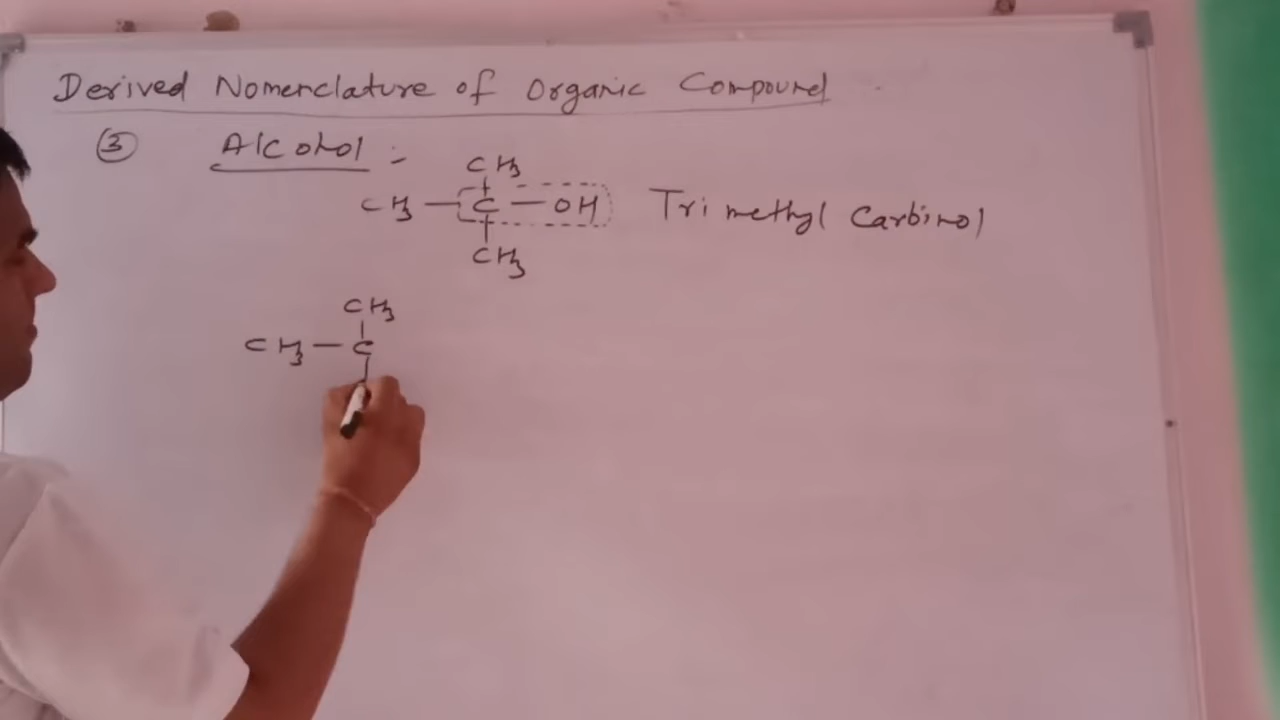 Derived Nomenclature of Organic Compound
③ Alcohol :-
CH3
CH3 — C — OH Trimethyl Carbinol
CH3
CH3
CH3 — C